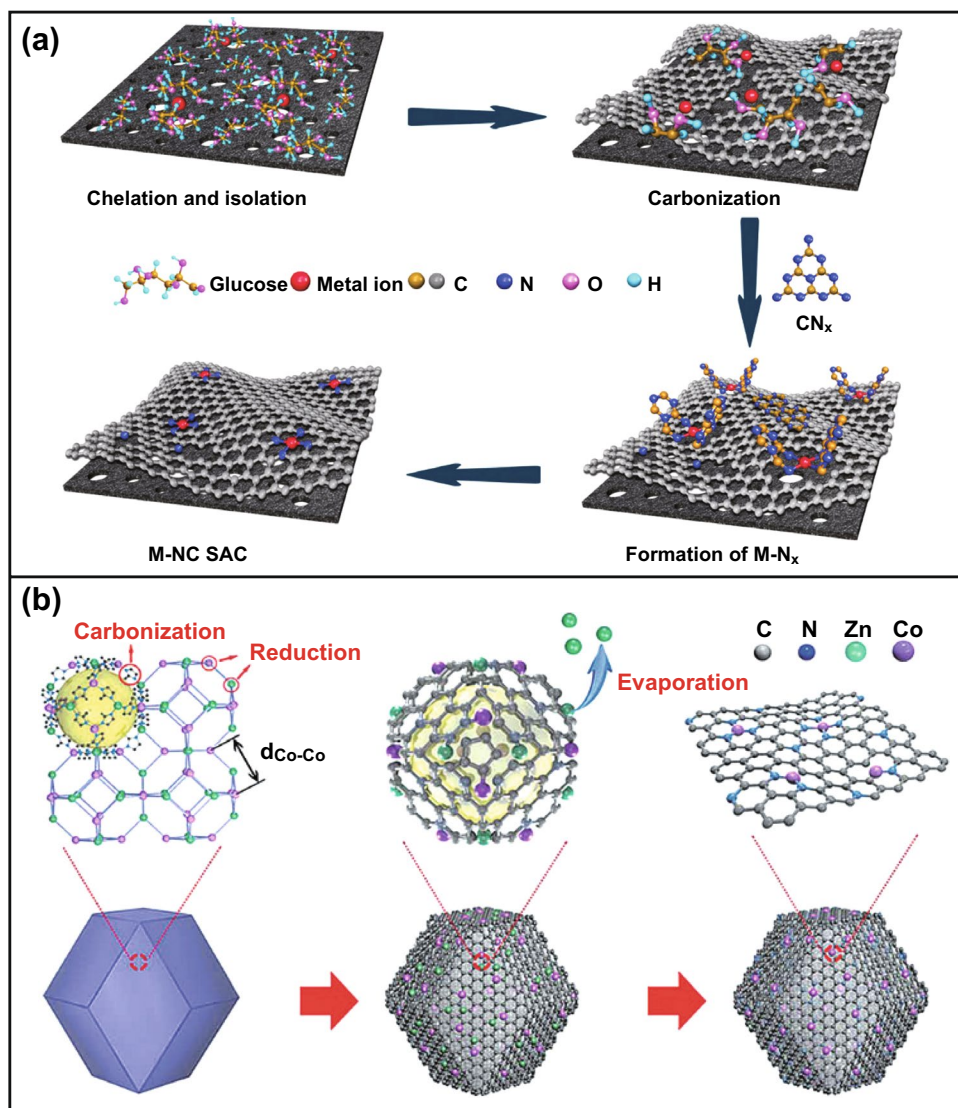 (a)
Chelation and isolation
Carbonization
Glucose Metal ion C N O H
CNₓ
M-NC SAC
Formation of M-Nₓ
(b)
Carbonization
Reduction
dCo-Co
Evaporation
C N Zn Co